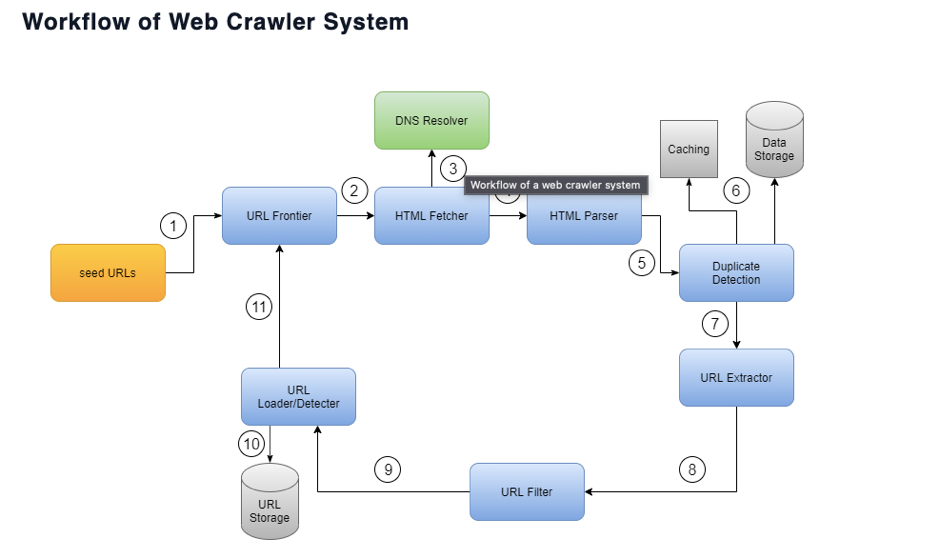 Workflow of Web Crawler System
DNS Resolver
Caching
Data
Storage
3
6
Workflow of a web crawler system
2
1
URL Frontier
HTML Fetcher
HTML Parser
5
seed URLs
Duplicate
Detection
11
7
URL
Loader/Detecter
URL Extractor
10
9
8
URL
Storage
URL Filter